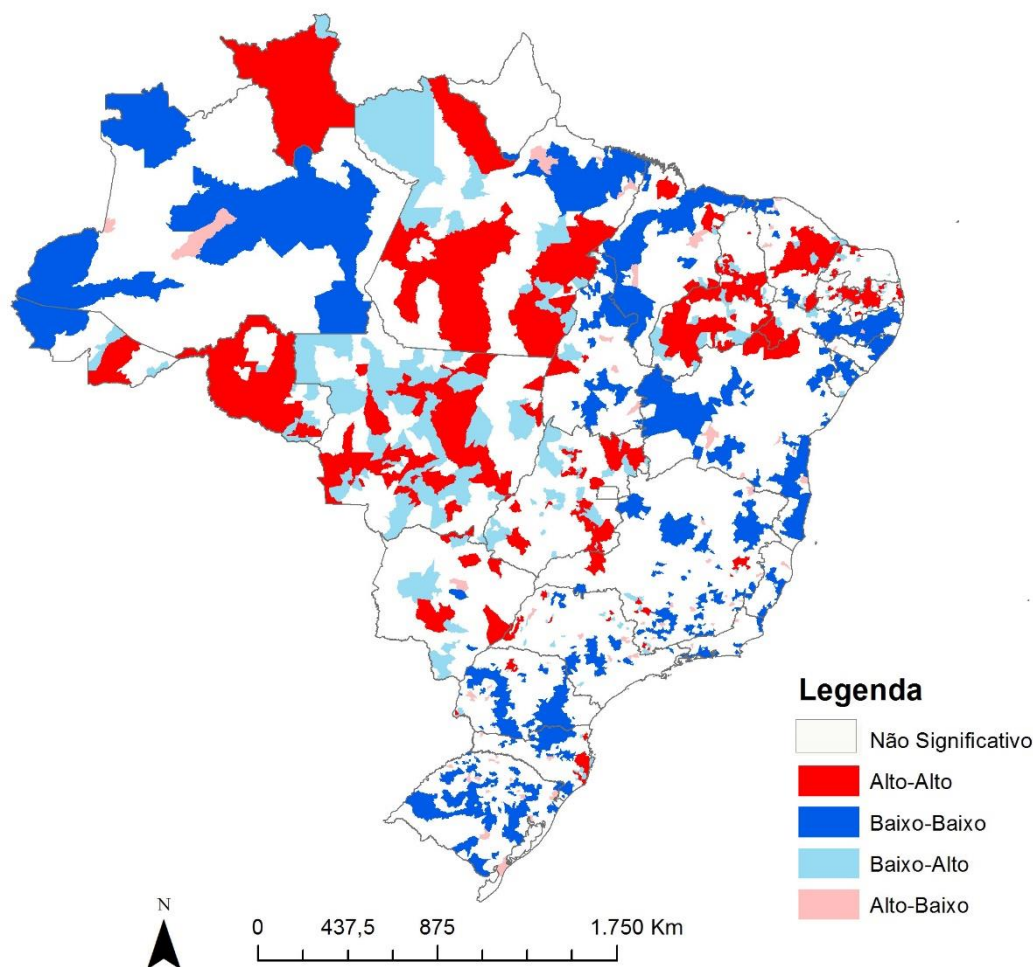 Legenda
Não Significativo
Alto-Alto
Baixo-Baixo
Baixo-Alto
Alto-Baixo
N
0 437,5 875 1.750 Km